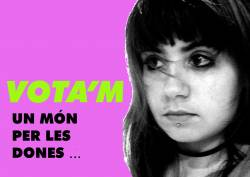 VOTA'M
UN MÓN
PER LES
DONES ...